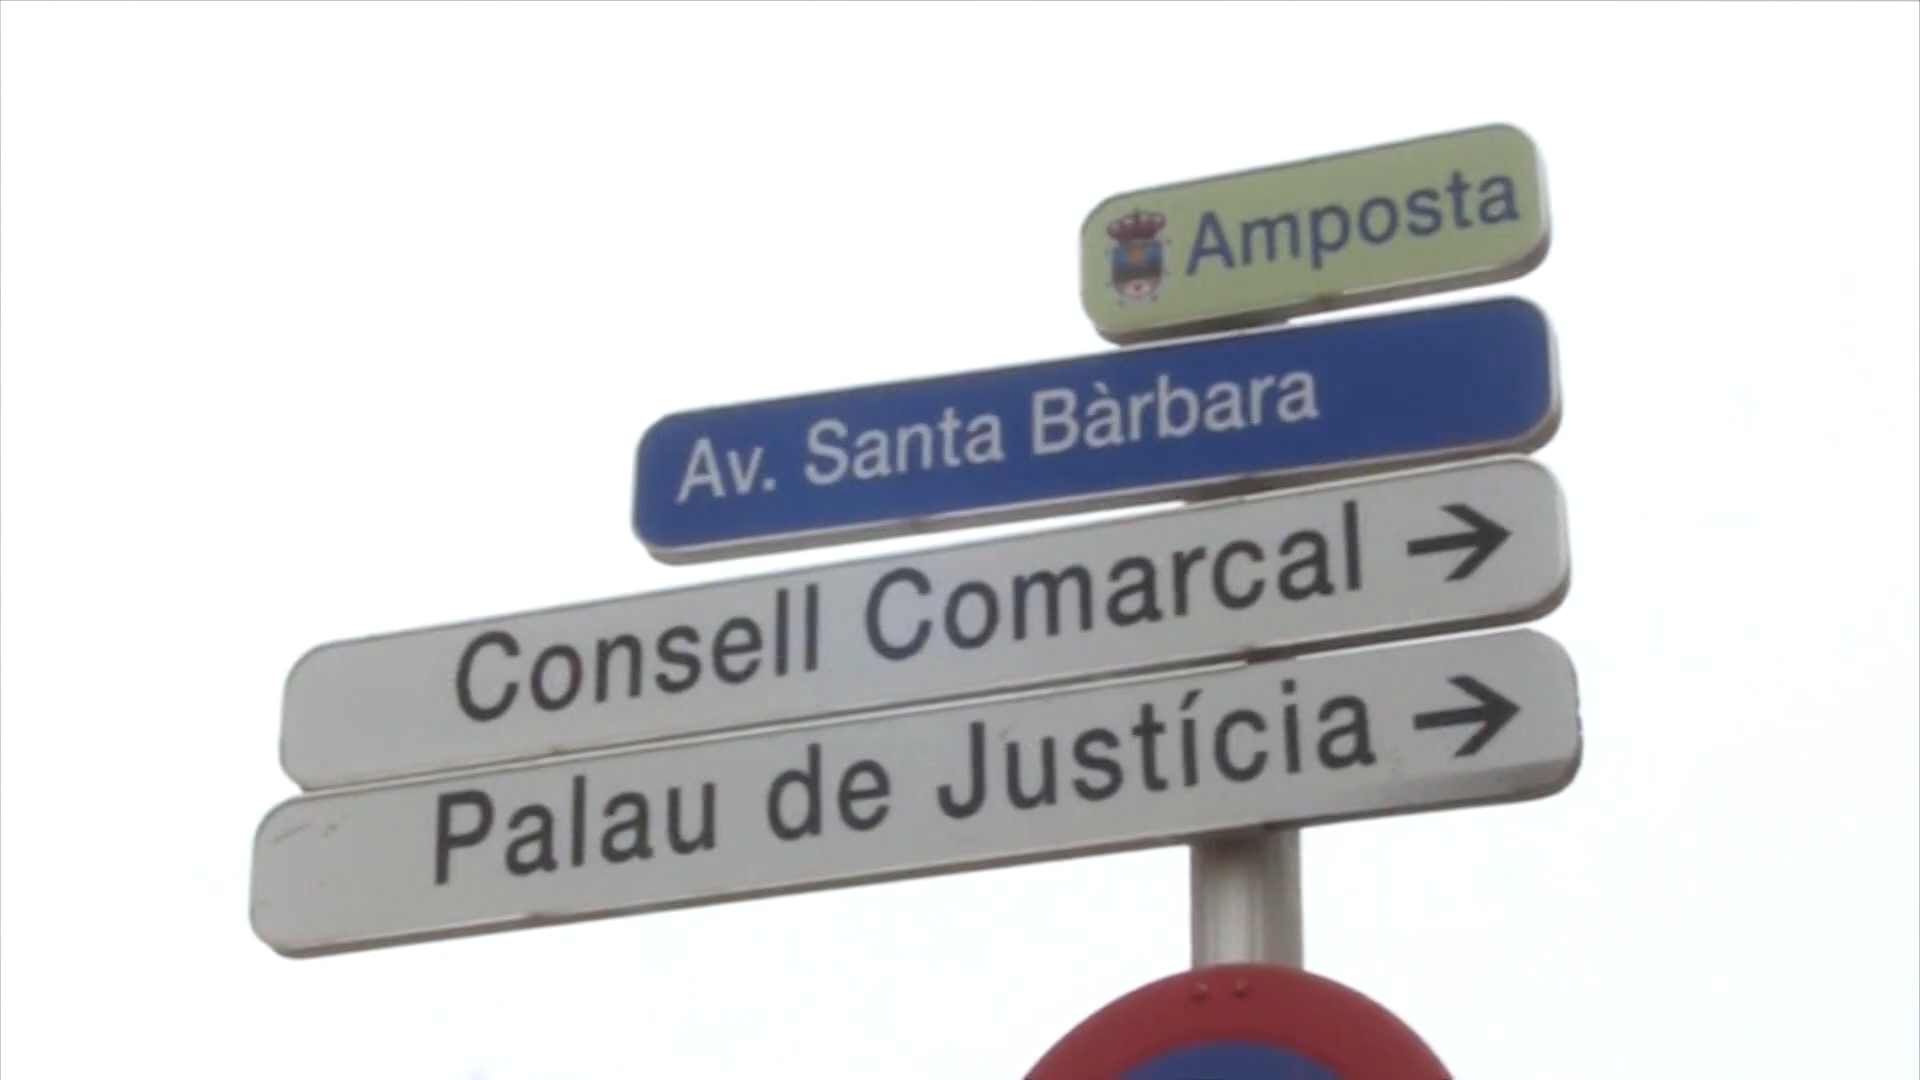 Amposta
Av. Santa Bàrbara
Consell Comarcal →
Palau de Justícia →